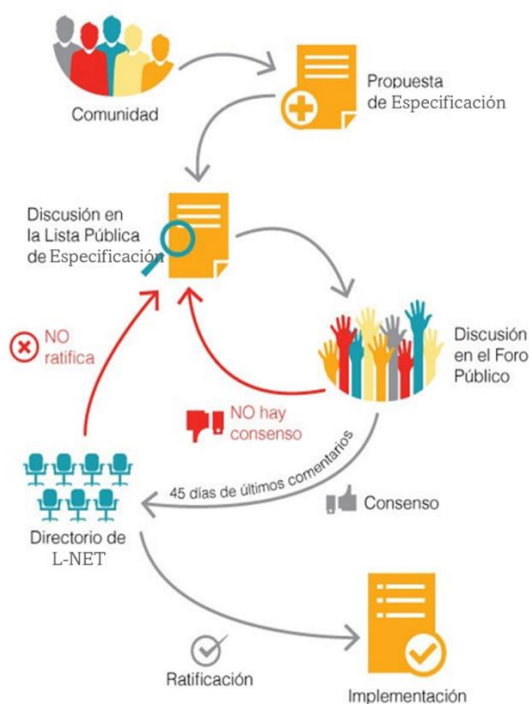 Comunidad
Propuesta
de Especificación
Discusión en
la Lista Pública
de Especificación
Discusión
en el Foro
Público
NO
ratifica
NO hay
consenso
45 días de últimos comentarios
Consenso
Directorio de
L-NET
Ratificación
Implementación